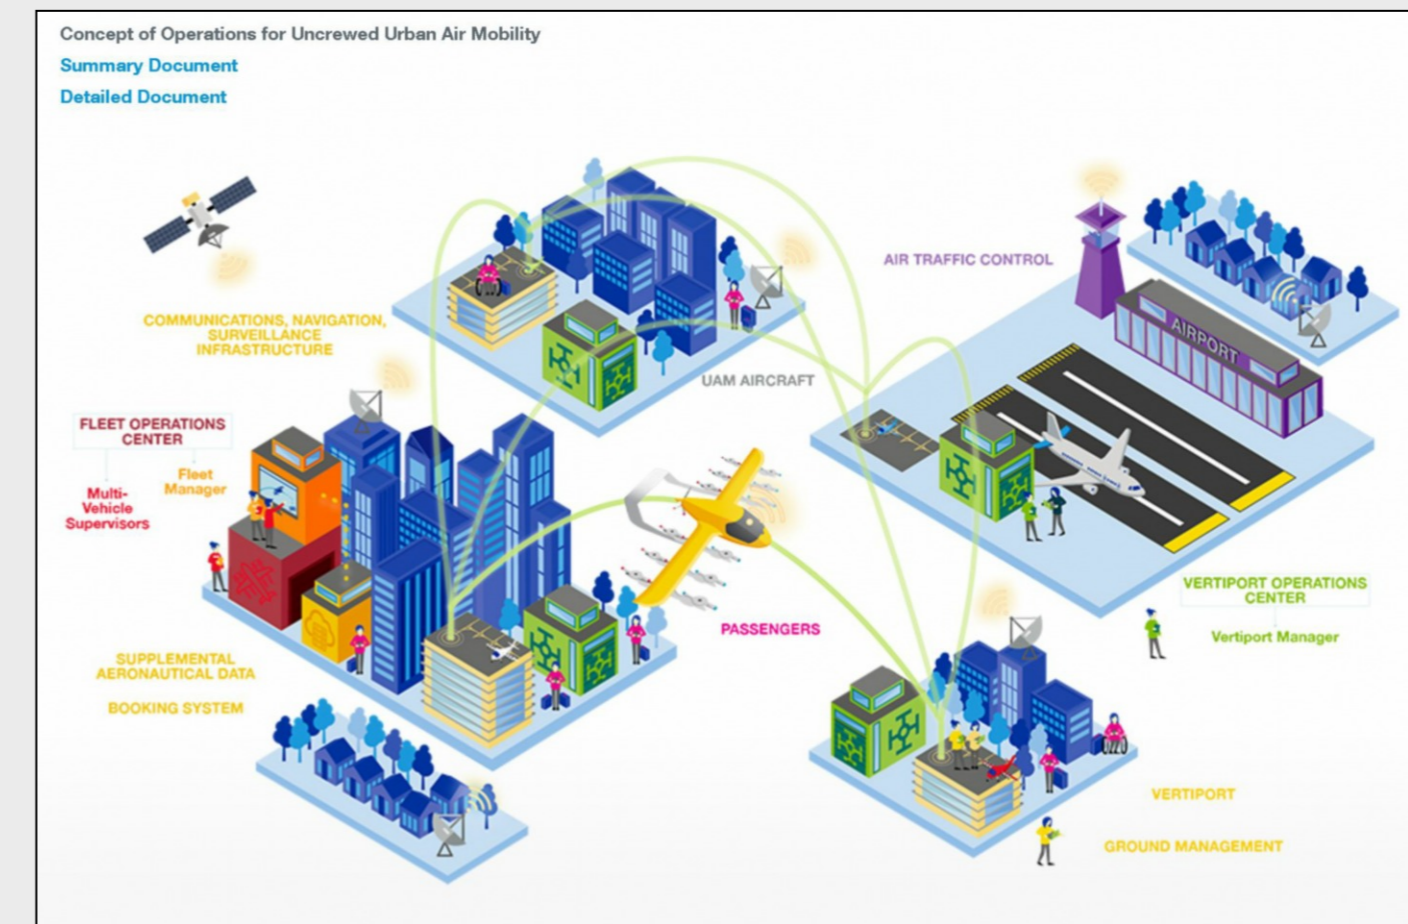 Concept of Operations for Uncrewed Urban Air Mobility
Summary Document
Detailed Document
AIR TRAFFIC CONTROL
COMMUNICATIONS, NAVIGATION,
SURVEILLANCE
INFRASTRUCTURE
AIRPORT
UAM AIRCRAFT
FLEET OPERATIONS
CENTER
Fleet
Manager
Multi-
Vehicle
Supervisors
VERTIPORT OPERATIONS
CENTER
PASSENGERS
Vertiport Manager
SUPPLEMENTAL
AERONAUTICAL DATA
BOOKING SYSTEM
VERTIPORT
GROUND MANAGEMENT